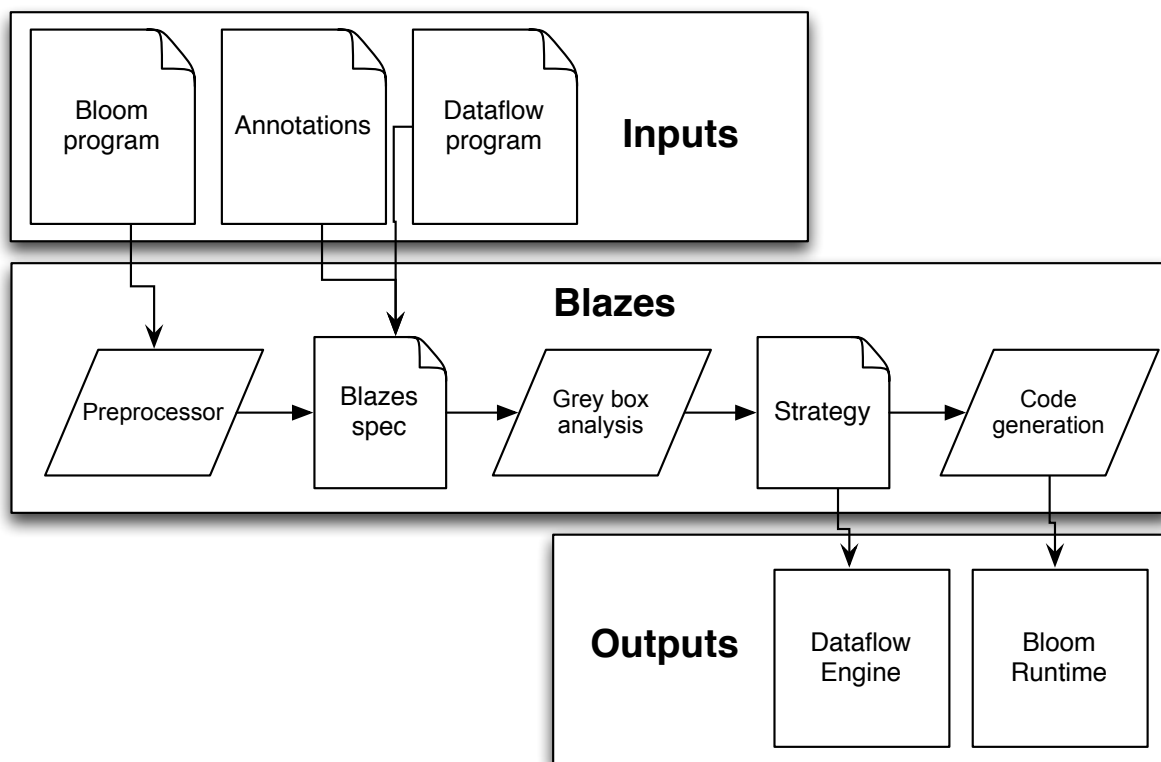 Bloom
program
Annotations
Dataflow
program
Inputs
Blazes
Preprocessor
Blazes
spec
Grey box
analysis
Strategy
Code
generation
Outputs
Dataflow
Engine
Bloom
Runtime